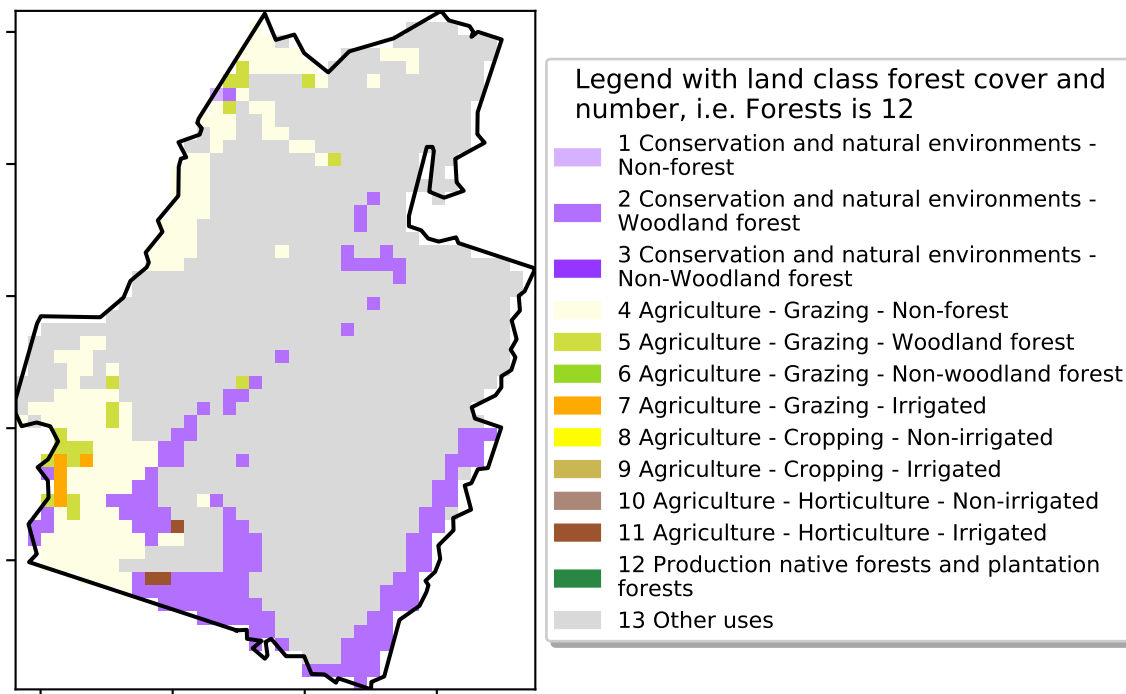 Legend with land class forest cover and
number, i.e. Forests is 12
1 Conservation and natural environments -
Non-forest
2 Conservation and natural environments -
Woodland forest
3 Conservation and natural environments -
Non-Woodland forest
4 Agriculture - Grazing - Non-forest
5 Agriculture - Grazing - Woodland forest
6 Agriculture - Grazing - Non-woodland forest
7 Agriculture - Grazing - Irrigated
8 Agriculture - Cropping - Non-irrigated
9 Agriculture - Cropping - Irrigated
10 Agriculture - Horticulture - Non-irrigated
11 Agriculture - Horticulture - Irrigated
12 Production native forests and plantation
forests
13 Other uses